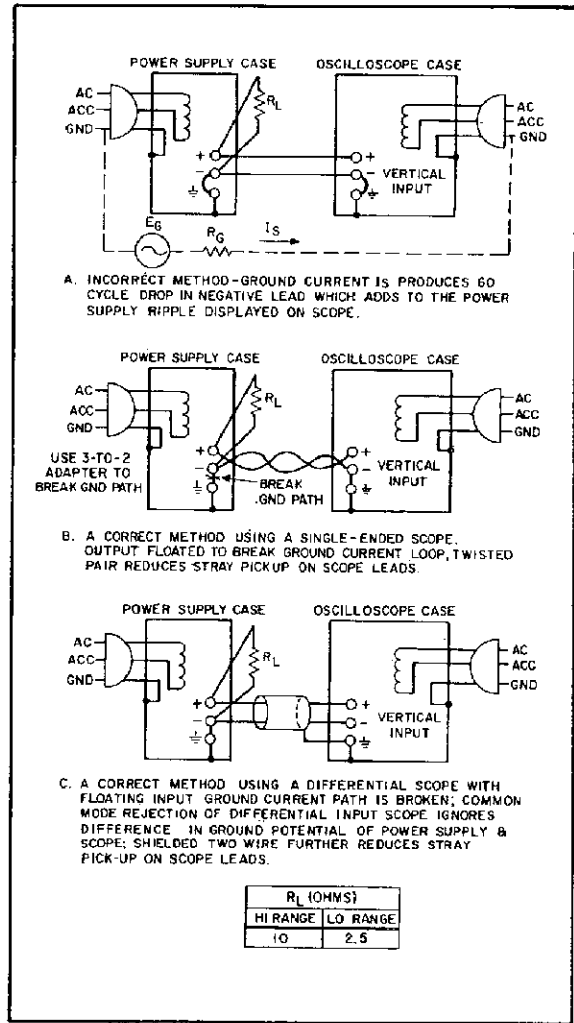 POWER SUPPLY CASE
OSCILLOSCOPE CASE
AC
ACC
GND
RL
+
−
⏚
+
−
⏚
VERTICAL
INPUT
AC
ACC
GND
EG
RG
IS
A. INCORRECT METHOD-GROUND CURRENT IS PRODUCES 60
CYCLE DROP IN NEGATIVE LEAD WHICH ADDS TO THE POWER
SUPPLY RIPPLE DISPLAYED ON SCOPE.
POWER SUPPLY CASE
OSCILLOSCOPE CASE
AC
ACC
GND
RL
USE 3-TO-2
ADAPTER TO
BREAK GND PATH
+
−
⏚
BREAK
GND PATH
+
−
⏚
VERTICAL
INPUT
AC
ACC
GND
B. A CORRECT METHOD USING A SINGLE-ENDED SCOPE.
OUTPUT FLOATED TO BREAK GROUND CURRENT LOOP, TWISTED
PAIR REDUCES STRAY PICKUP ON SCOPE LEADS.
POWER SUPPLY CASE
OSCILLOSCOPE CASE
AC
ACC
GND
RL
+
−
⏚
+
−
⏚
VERTICAL
INPUT
AC
ACC
GND
C. A CORRECT METHOD USING A DIFFERENTIAL SCOPE WITH
FLOATING INPUT GROUND CURRENT PATH IS BROKEN; COMMON
MODE REJECTION OF DIFFERENTIAL INPUT SCOPE IGNORES
DIFFERENCE IN GROUND POTENTIAL OF POWER SUPPLY &
SCOPE; SHIELDED TWO WIRE FURTHER REDUCES STRAY
PICK-UP ON SCOPE LEADS.
RL (OHMS)
HI RANGE LO RANGE
10 2.5